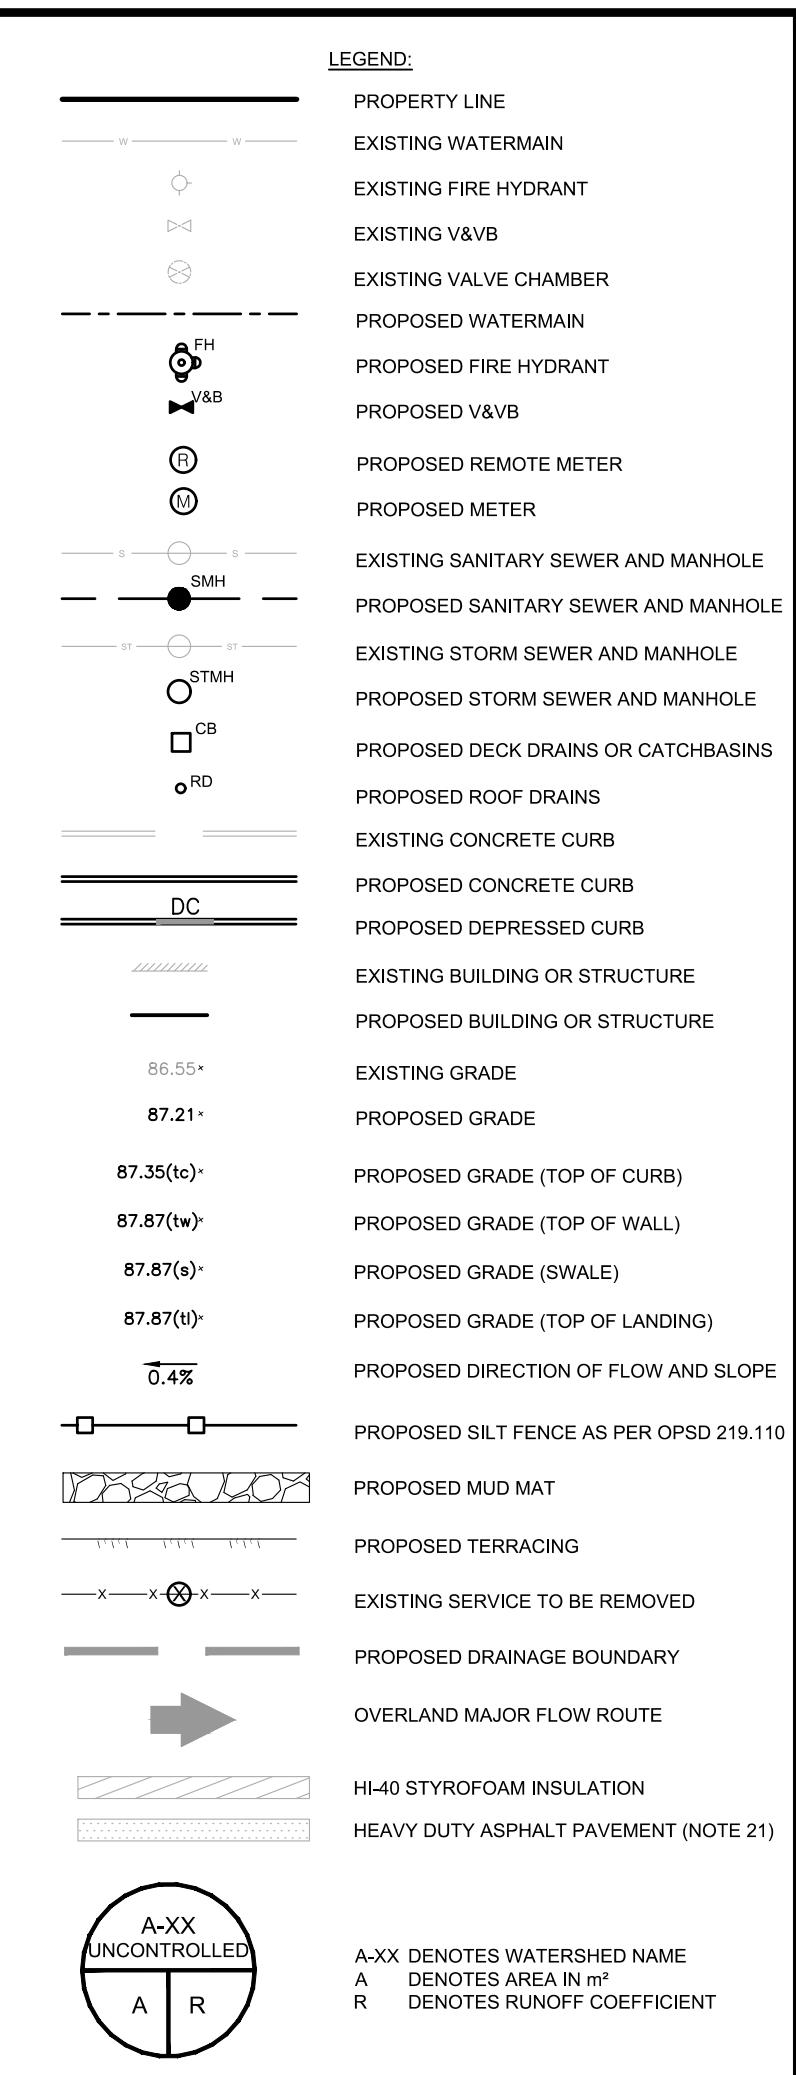 LEGEND:
PROPERTY LINE
W W EXISTING WATERMAIN
EXISTING FIRE HYDRANT
EXISTING V&VB
EXISTING VALVE CHAMBER
PROPOSED WATERMAIN
FH PROPOSED FIRE HYDRANT
V&B PROPOSED V&VB
R PROPOSED REMOTE METER
M PROPOSED METER
S S EXISTING SANITARY SEWER AND MANHOLE
SMH PROPOSED SANITARY SEWER AND MANHOLE
ST ST EXISTING STORM SEWER AND MANHOLE
STMH PROPOSED STORM SEWER AND MANHOLE
CB PROPOSED DECK DRAINS OR CATCHBASINS
RD PROPOSED ROOF DRAINS
EXISTING CONCRETE CURB
PROPOSED CONCRETE CURB
DC PROPOSED DEPRESSED CURB
EXISTING BUILDING OR STRUCTURE
PROPOSED BUILDING OR STRUCTURE
86.55× EXISTING GRADE
87.21× PROPOSED GRADE
87.35(tc)× PROPOSED GRADE (TOP OF CURB)
87.87(tw)× PROPOSED GRADE (TOP OF WALL)
87.87(s)× PROPOSED GRADE (SWALE)
87.87(tl)× PROPOSED GRADE (TOP OF LANDING)
0.4% PROPOSED DIRECTION OF FLOW AND SLOPE
PROPOSED SILT FENCE AS PER OPSD 219.110
PROPOSED MUD MAT
PROPOSED TERRACING
X X X X X EXISTING SERVICE TO BE REMOVED
PROPOSED DRAINAGE BOUNDARY
OVERLAND MAJOR FLOW ROUTE
HI-40 STYROFOAM INSULATION
HEAVY DUTY ASPHALT PAVEMENT (NOTE 21)
A-XX
UNCONTROLLED
A R
A-XX DENOTES WATERSHED NAME
A DENOTES AREA IN m²
R DENOTES RUNOFF COEFFICIENT